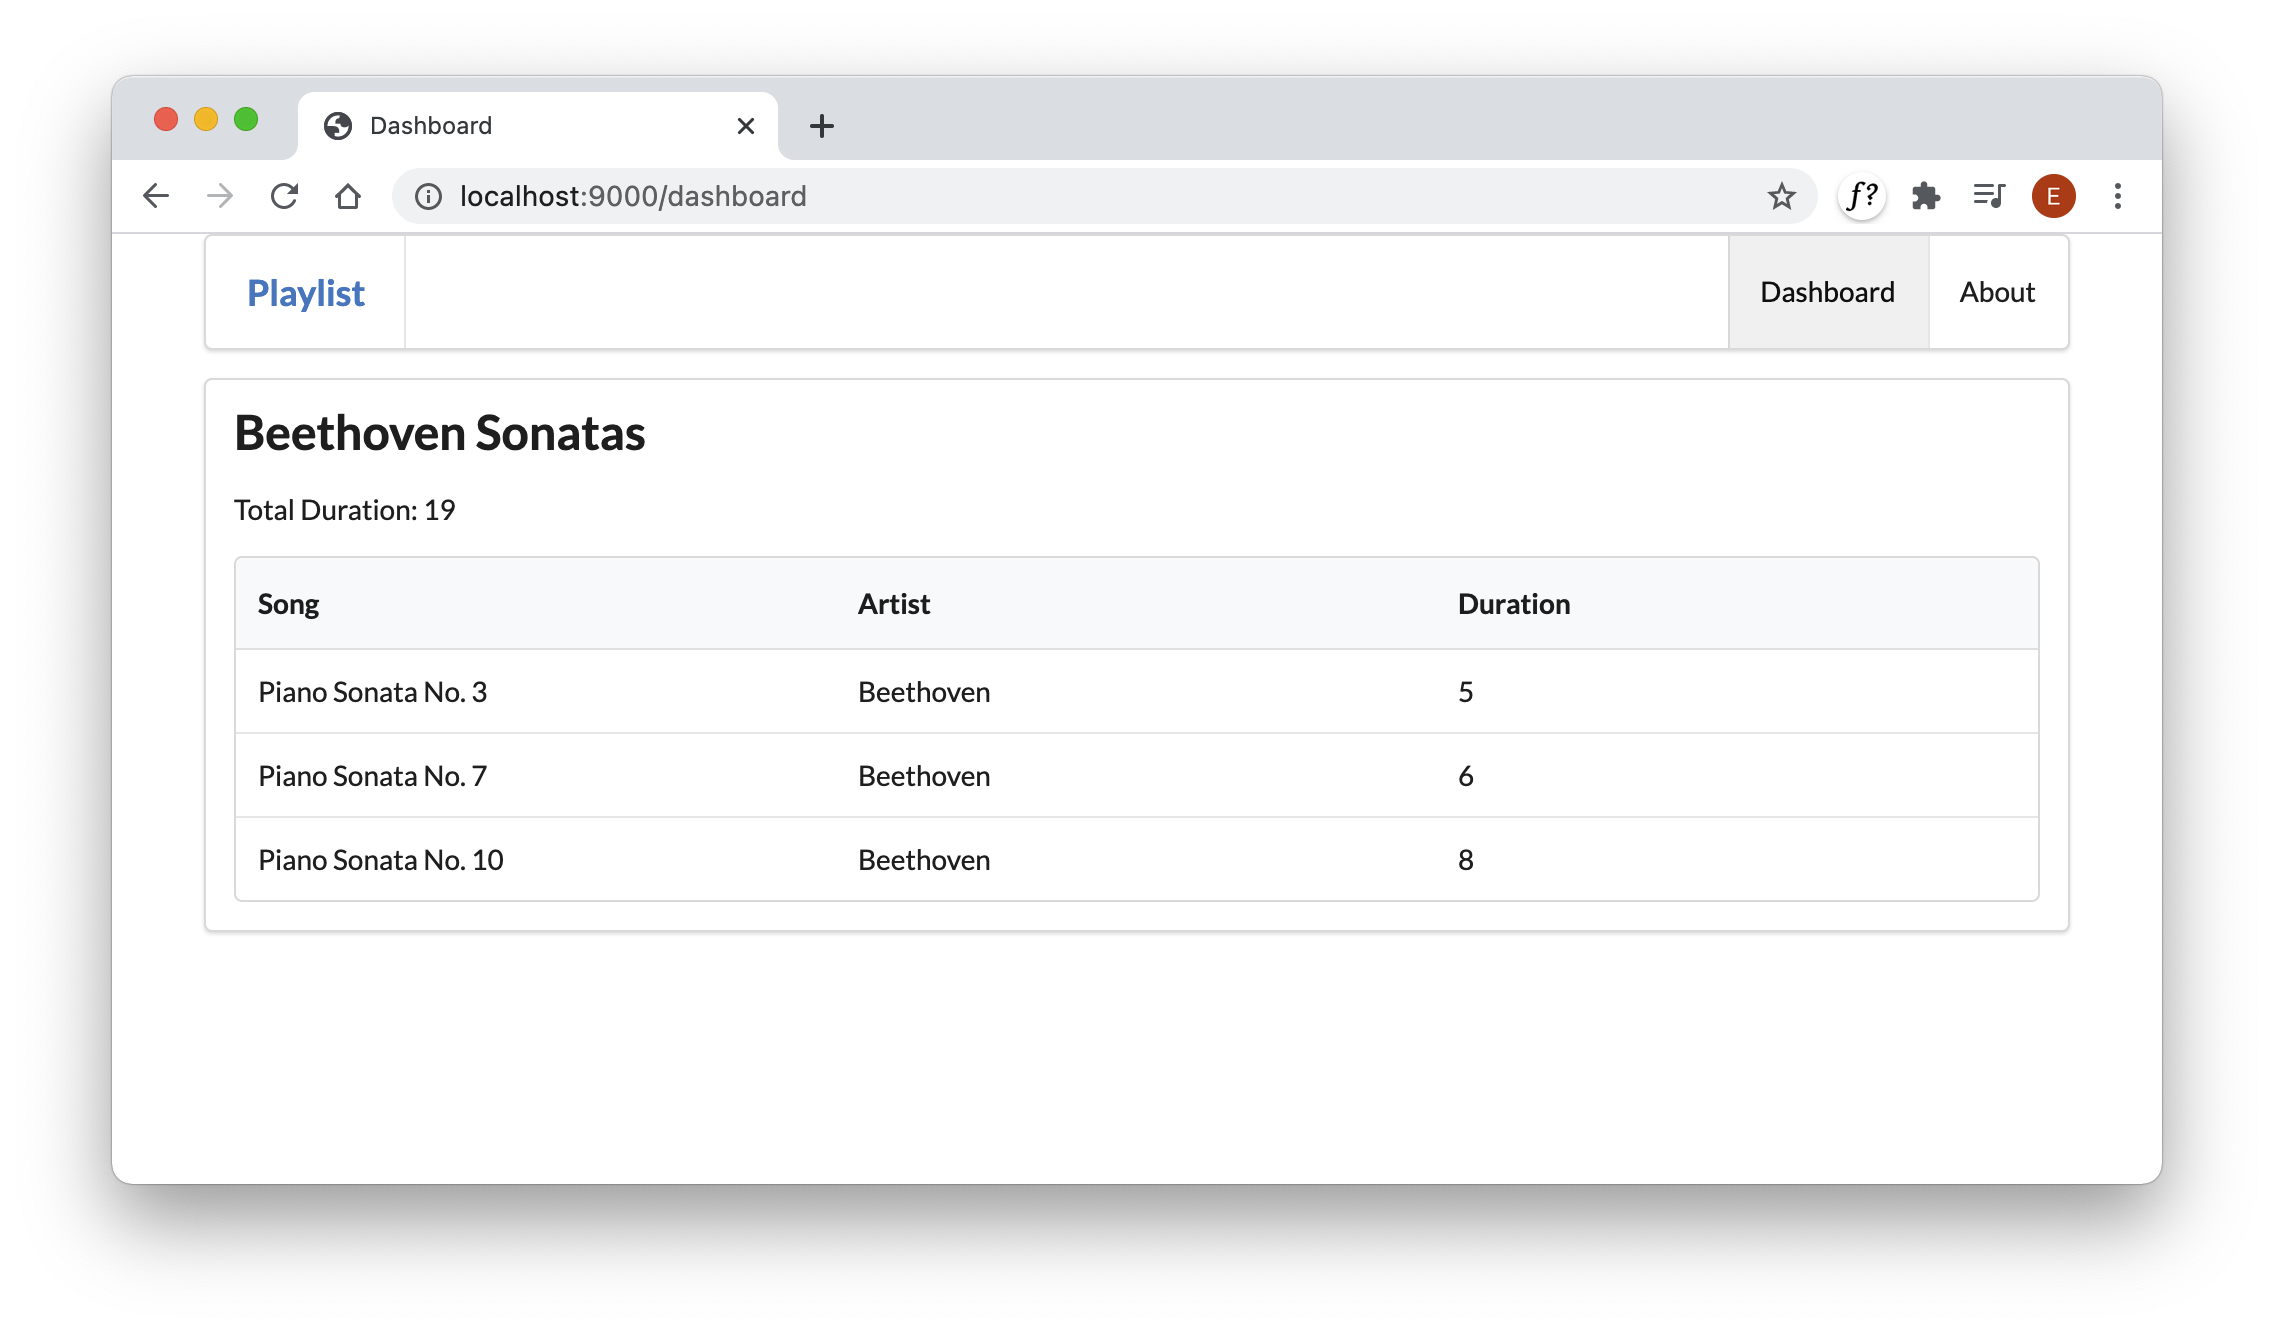 Dashboard
localhost:9000/dashboard
f?
E
Playlist Dashboard About
Beethoven Sonatas
Total Duration: 19
Song Artist Duration
Piano Sonata No. 3 Beethoven 5
Piano Sonata No. 7 Beethoven 6
Piano Sonata No. 10 Beethoven 8